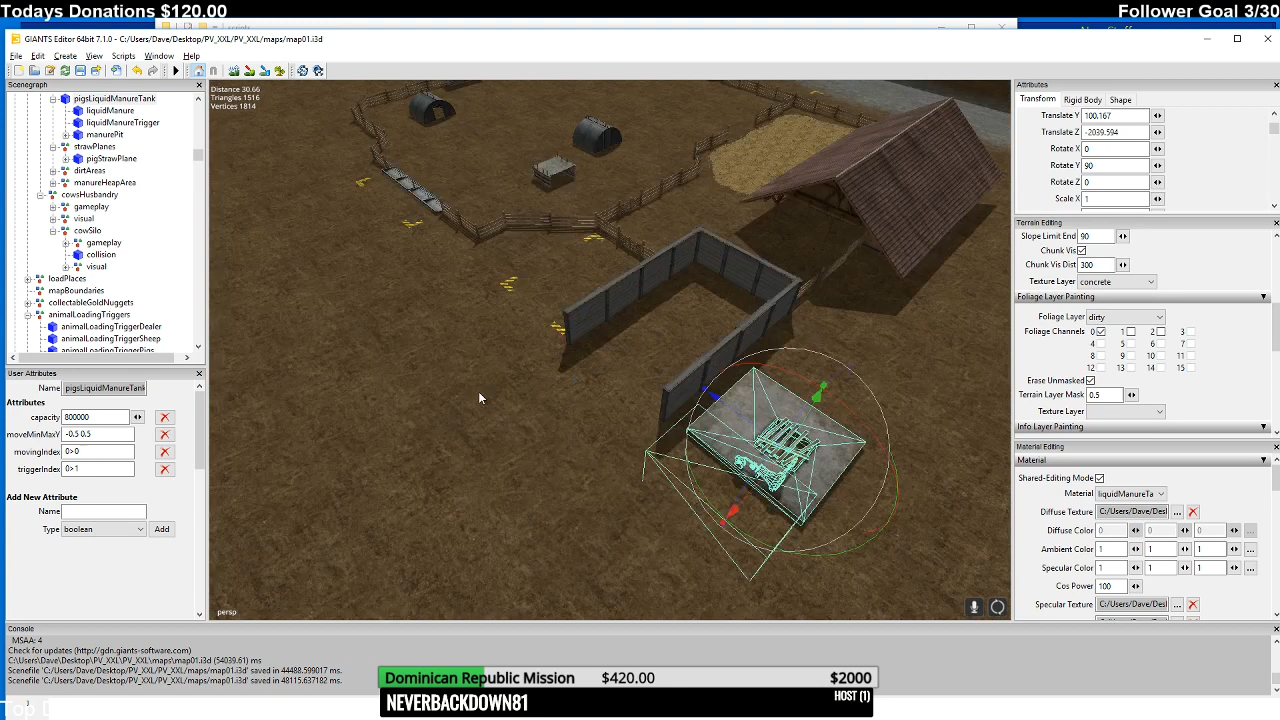 Todays Donations $120.00
Follower Goal 3/30
GIANTS Editor 64bit 7.1.0 - C:/Users/Dave/Desktop/PV_XXL/PV_XXL/maps/map01.i3d
File Edit Create View Scripts Window Help
Scenegraph
pigsLiquidManureTank
liquidManure
liquidManureTrigger
manurePit
strawPlanes
pigStrawPlane
dirtAreas
manureHeapArea
cowsHusbandry
gameplay
visual
cowSilo
gameplay
collision
visual
loadPlaces
mapBoundaries
collectableGoldNuggets
animalLoadingTriggers
animalLoadingTriggerDealer
animalLoadingTriggerSheep
animalLoadingTriggerPigs
User Attributes
Name pigsLiquidManureTank
Attributes
capacity 800000
moveMinMaxY -0.5 0.5
movingIndex 0>0
triggerIndex 0>1
Add New Attribute
Name
Type boolean Add
Distance 30.66
Triangles 1516
Vertices 1814
persp
Attributes
Transform Rigid Body Shape
Translate Y 100.167
Translate Z -2039.594
Rotate X 0
Rotate Y 90
Rotate Z 0
Scale X 1
Terrain Editing
Slope Limit End 90
Chunk Vis
Chunk Vis Dist 300
Texture Layer concrete
Foliage Layer Painting
Foliage Layer dirty
Foliage Channels 0 1 2 3
4 5 6 7
8 9 10 11
12 13 14 15
Erase Unmasked
Terrain Layer Mask 0.5
Texture Layer
Info Layer Painting
Material Editing
Material
Shared-Editing Mode
Material liquidManureTa
Diffuse Texture C:/Users/Dave/Desl ...
Diffuse Color 0 0 0 ...
Ambient Color 1 1 1 ...
Specular Color 1 1 1 ...
Cos Power 100
Specular Texture C:/Users/Dave/Desl ...
Console
MSAA: 4
Check for updates (http://gdn.giants-software.com)
C:\Users\Dave\Desktop\PV_XXL\PV_XXL\maps\map01.i3d (54039.61) ms
Scenefile 'C:/Users/Dave/Desktop/PV_XXL/PV_XXL/maps/map01.i3d' saved in 44488.599017 ms.
Scenefile 'C:/Users/Dave/Desktop/PV_XXL/PV_XXL/maps/map01.i3d' saved in 48115.637182 ms.
Dominican Republic Mission $420.00 $2000
NEVERBACKDOWN81 HOST (1)